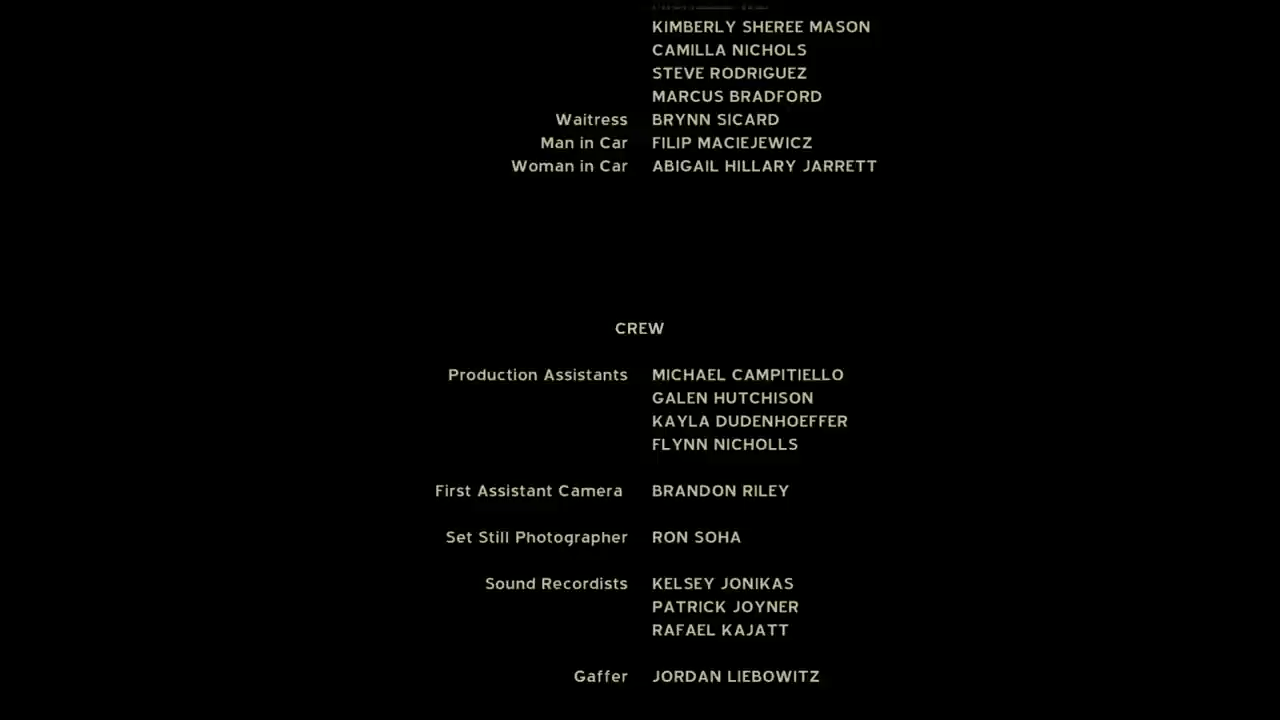 KIMBERLY SHEREE MASON
CAMILLA NICHOLS
STEVE RODRIGUEZ
MARCUS BRADFORD
Waitress BRYNN SICARD
Man in Car FILIP MACIEJEWICZ
Woman in Car ABIGAIL HILLARY JARRETT
CREW
Production Assistants MICHAEL CAMPITIELLO
GALEN HUTCHISON
KAYLA DUDENHOEFFER
FLYNN NICHOLLS
First Assistant Camera BRANDON RILEY
Set Still Photographer RON SOHA
Sound Recordists KELSEY JONIKAS
PATRICK JOYNER
RAFAEL KAJATT
Gaffer JORDAN LIEBOWITZ